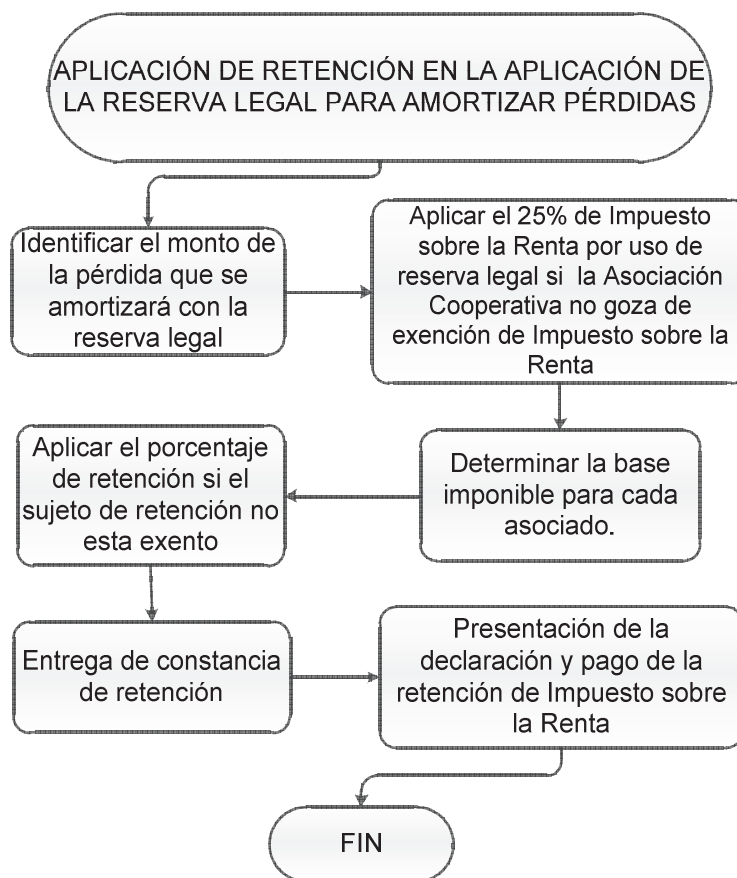 APLICACIÓN DE RETENCIÓN EN LA APLICACIÓN DE
LA RESERVA LEGAL PARA AMORTIZAR PÉRDIDAS
Identificar el monto de
la pérdida que se
amortizará con la
reserva legal
Aplicar el 25% de Impuesto
sobre la Renta por uso de
reserva legal si la Asociación
Cooperativa no goza de
exención de Impuesto sobre la
Renta
Determinar la base
imponible para cada
asociado.
Aplicar el porcentaje
de retención si el
sujeto de retención no
esta exento
Entrega de constancia
de retención
Presentación de la
declaración y pago de la
retención de Impuesto sobre
la Renta
FIN